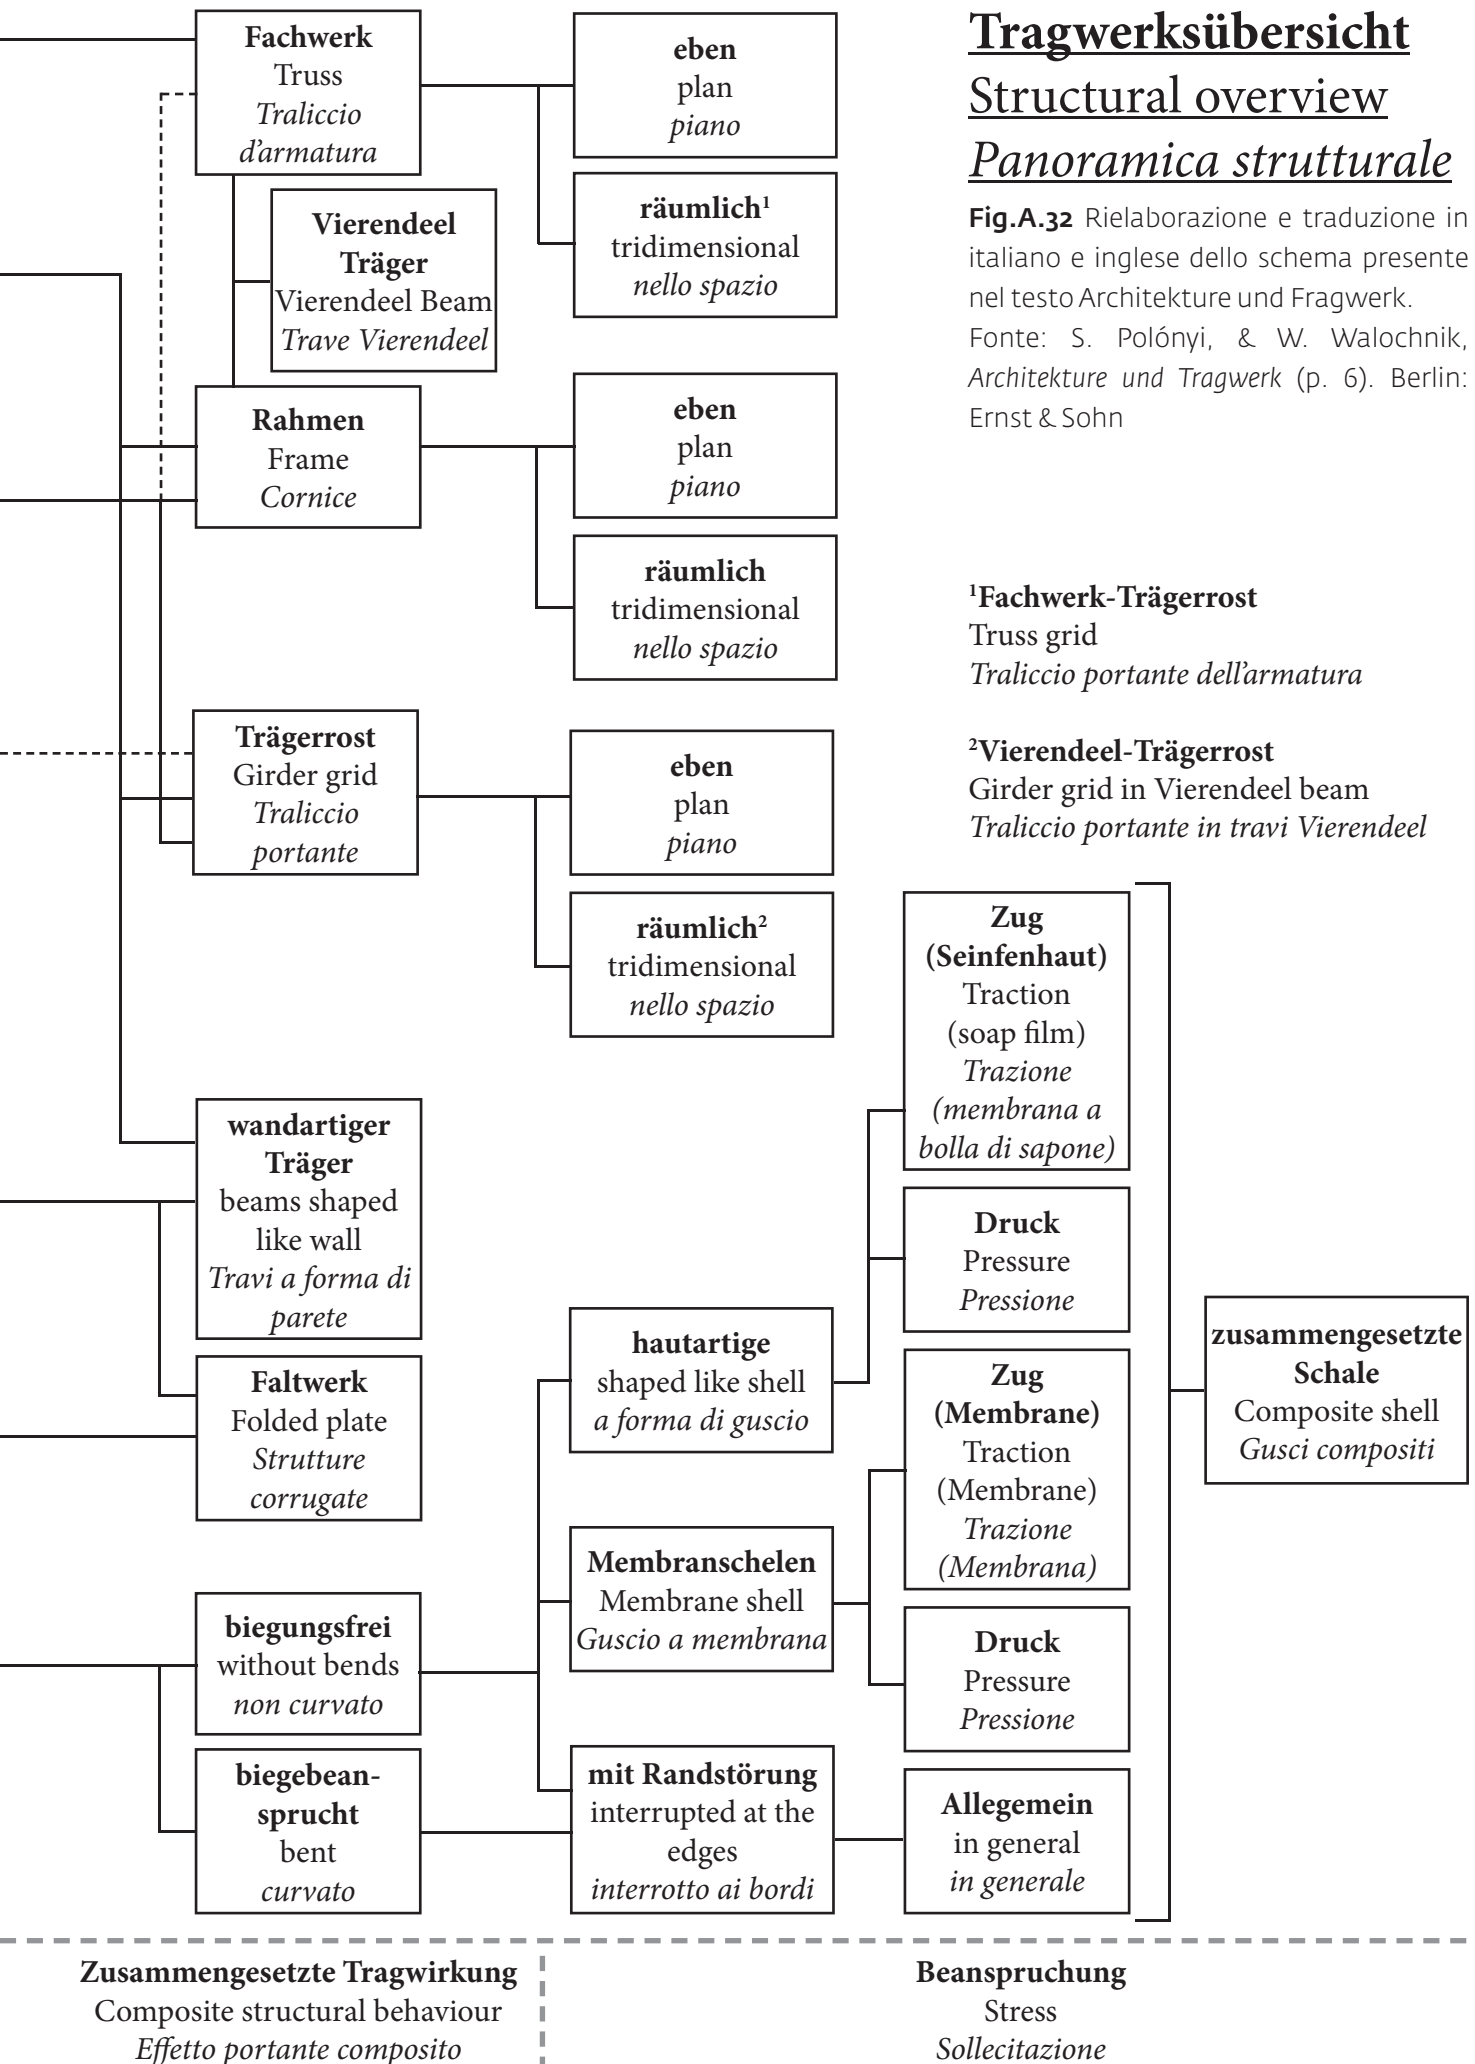 Tragwerksübersicht
Structural overview
Panoramica strutturale
Fig.A.32 Rielaborazione e traduzione in
italiano e inglese dello schema presente
nel testo Architekture und Fragwerk.
Fonte: S. Polónyi, & W. Walochnik,
Architekture und Tragwerk (p. 6). Berlin:
Ernst & Sohn
Fachwerk
Truss
Traliccio
d'armatura
eben
plan
piano
räumlich¹
tridimensional
nello spazio
Vierendeel
Träger
Vierendeel Beam
Trave Vierendeel
Rahmen
Frame
Cornice
eben
plan
piano
räumlich
tridimensional
nello spazio
¹Fachwerk-Trägerrost
Truss grid
Traliccio portante dell'armatura
²Vierendeel-Trägerrost
Girder grid in Vierendeel beam
Traliccio portante in travi Vierendeel
Trägerrost
Girder grid
Traliccio
portante
eben
plan
piano
räumlich²
tridimensional
nello spazio
wandartiger
Träger
beams shaped
like wall
Travi a forma di
parete
Faltwerk
Folded plate
Strutture
corrugate
biegungsfrei
without bends
non curvato
biegebean-
sprucht
bent
curvato
hautartige
shaped like shell
a forma di guscio
Membranschelen
Membrane shell
Guscio a membrana
mit Randstörung
interrupted at the
edges
interrotto ai bordi
Zug
(Seinfenhaut)
Traction
(soap film)
Trazione
(membrana a
bolla di sapone)
Druck
Pressure
Pressione
Zug
(Membrane)
Traction
(Membrane)
Trazione
(Membrana)
Druck
Pressure
Pressione
Allegemein
in general
in generale
zusammengesetzte
Schale
Composite shell
Gusci compositi
Zusammengesetzte Tragwirkung
Composite structural behaviour
Effetto portante composito
Beanspruchung
Stress
Sollecitazione